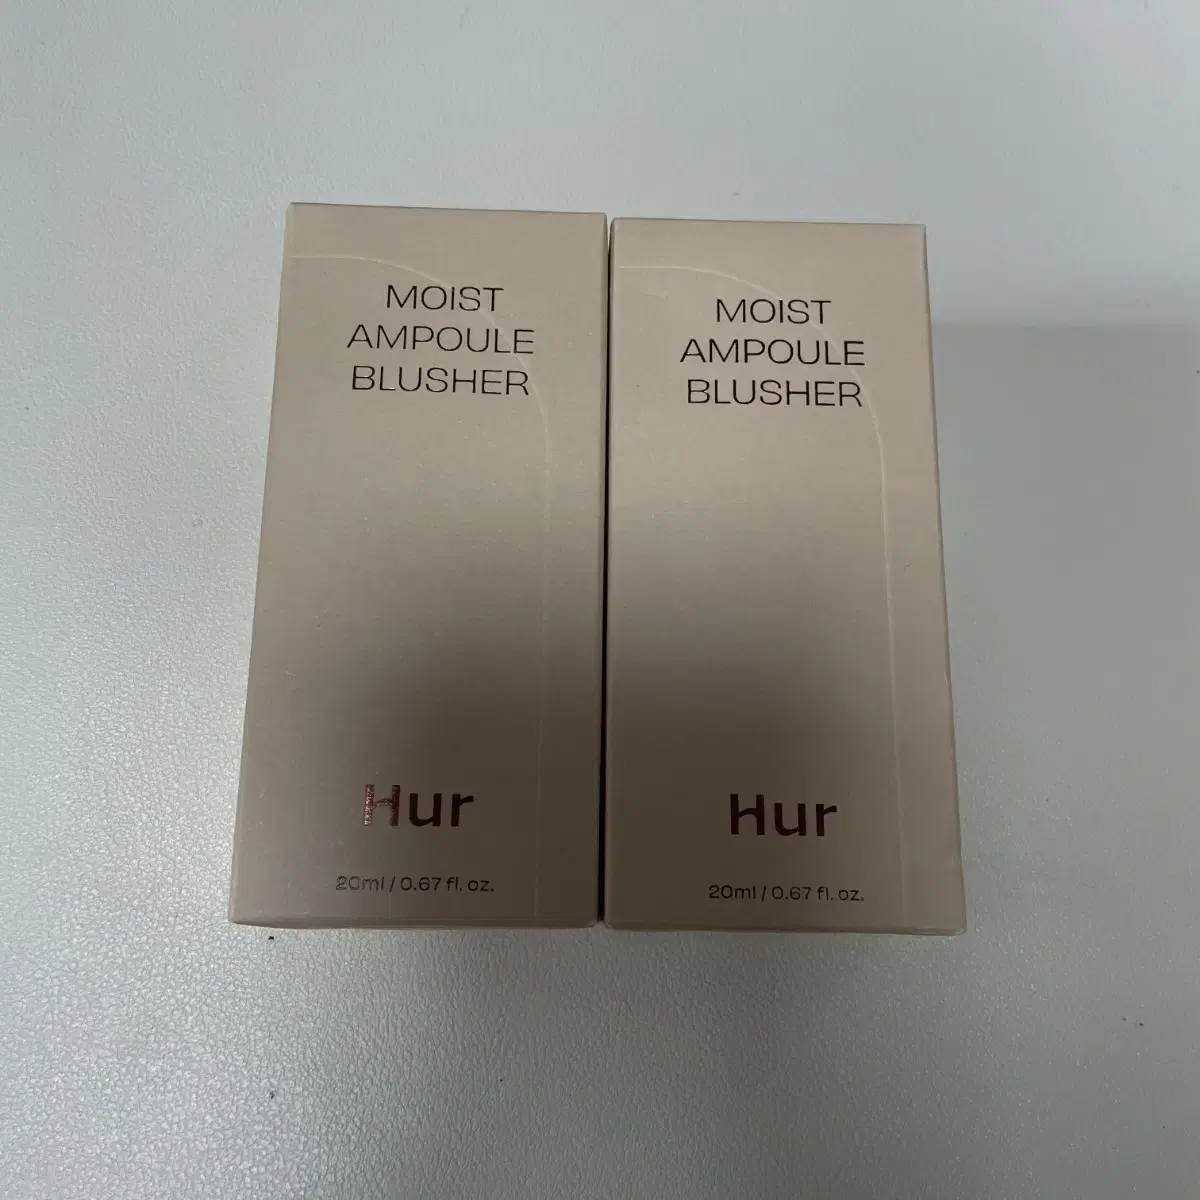 MOIST
AMPOULE
BLUSHER
Hur
20ml / 0.67 fl. oz.
MOIST
AMPOULE
BLUSHER
Hur
20ml / 0.67 fl. oz.